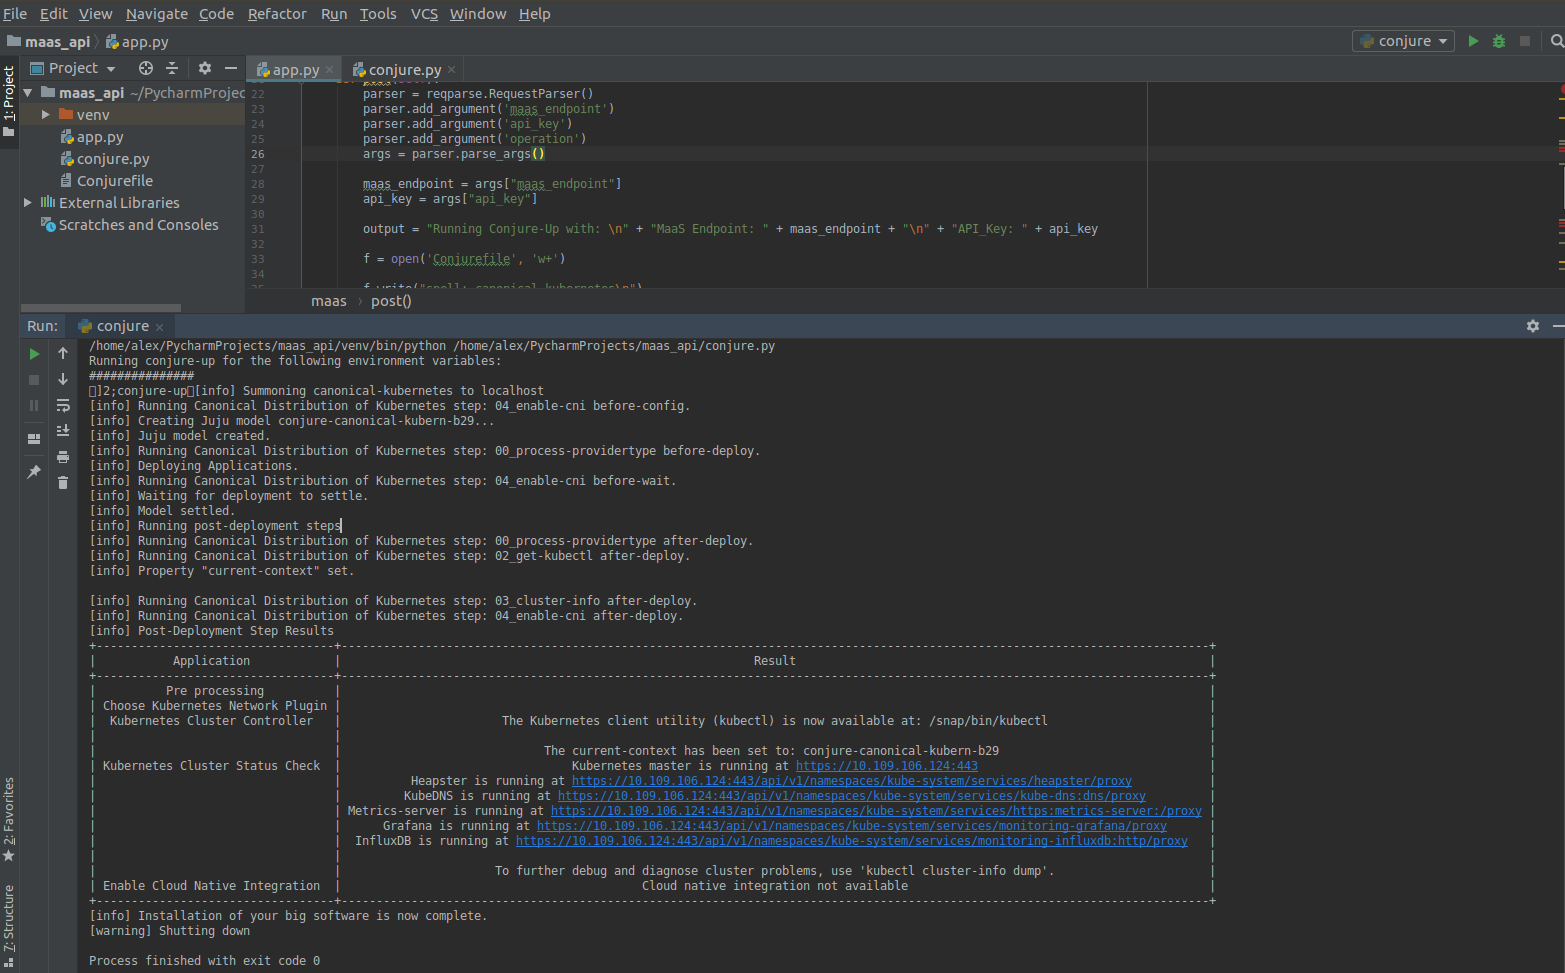 File Edit View Navigate Code Refactor Run Tools VCS Window Help
maas_api app.py conjure
Project app.py conjure.py
1: Project
maas_api ~/PycharmProjec
venv
app.py
conjure.py
Conjurefile
External Libraries
Scratches and Consoles
22 parser = reqparse.RequestParser()
23 parser.add_argument('maas_endpoint')
24 parser.add_argument('api_key')
25 parser.add_argument('operation')
26 args = parser.parse_args()
27
28 maas_endpoint = args["maas_endpoint"]
29 api_key = args["api_key"]
30
31 output = "Running Conjure-Up with: \n" + "MaaS Endpoint: " + maas_endpoint + "\n" + "API_Key: " + api_key
32
33 f = open('Conjurefile', 'w+')
34
maas post()
Run: conjure
/home/alex/PycharmProjects/maas_api/venv/bin/python /home/alex/PycharmProjects/maas_api/conjure.py
Running conjure-up for the following environment variables:
###############
]2;conjure-up[info] Summoning canonical-kubernetes to localhost
[info] Running Canonical Distribution of Kubernetes step: 04_enable-cni before-config.
[info] Creating Juju model conjure-canonical-kubern-b29...
[info] Juju model created.
[info] Running Canonical Distribution of Kubernetes step: 00_process-providertype before-deploy.
[info] Deploying Applications.
[info] Running Canonical Distribution of Kubernetes step: 04_enable-cni before-wait.
[info] Waiting for deployment to settle.
[info] Model settled.
[info] Running post-deployment steps
[info] Running Canonical Distribution of Kubernetes step: 00_process-providertype after-deploy.
[info] Running Canonical Distribution of Kubernetes step: 02_get-kubectl after-deploy.
[info] Property "current-context" set.
[info] Running Canonical Distribution of Kubernetes step: 03_cluster-info after-deploy.
[info] Running Canonical Distribution of Kubernetes step: 04_enable-cni after-deploy.
[info] Post-Deployment Step Results
Application | Result
Pre processing
Choose Kubernetes Network Plugin
Kubernetes Cluster Controller | The Kubernetes client utility (kubectl) is now available at: /snap/bin/kubectl
The current-context has been set to: conjure-canonical-kubern-b29
Kubernetes Cluster Status Check | Kubernetes master is running at https://10.109.106.124:443
Heapster is running at https://10.109.106.124:443/api/v1/namespaces/kube-system/services/heapster/proxy
KubeDNS is running at https://10.109.106.124:443/api/v1/namespaces/kube-system/services/kube-dns:dns/proxy
Metrics-server is running at https://10.109.106.124:443/api/v1/namespaces/kube-system/services/https:metrics-server:/proxy
Grafana is running at https://10.109.106.124:443/api/v1/namespaces/kube-system/services/monitoring-grafana/proxy
InfluxDB is running at https://10.109.106.124:443/api/v1/namespaces/kube-system/services/monitoring-influxdb:http/proxy
To further debug and diagnose cluster problems, use 'kubectl cluster-info dump'.
Enable Cloud Native Integration | Cloud native integration not available
[info] Installation of your big software is now complete.
[warning] Shutting down
Process finished with exit code 0
2: Favorites
7: Structure